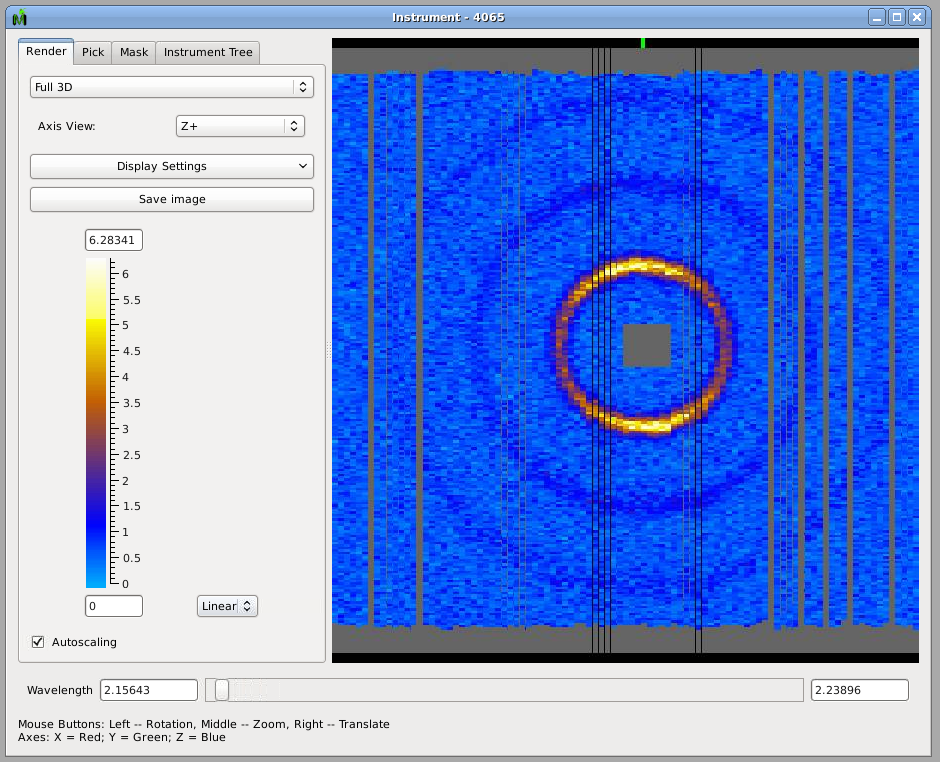 Instrument - 4065
Render Pick Mask Instrument Tree
Full 3D
Axis View: Z+
Display Settings
Save image
6.28341
6
5.5
5
4.5
4
3.5
3
2.5
2
1.5
1
0.5
0
0 Linear
Autoscaling
Wavelength 2.15643 2.23896
Mouse Buttons: Left -- Rotation, Middle -- Zoom, Right -- Translate
Axes: X = Red; Y = Green; Z = Blue